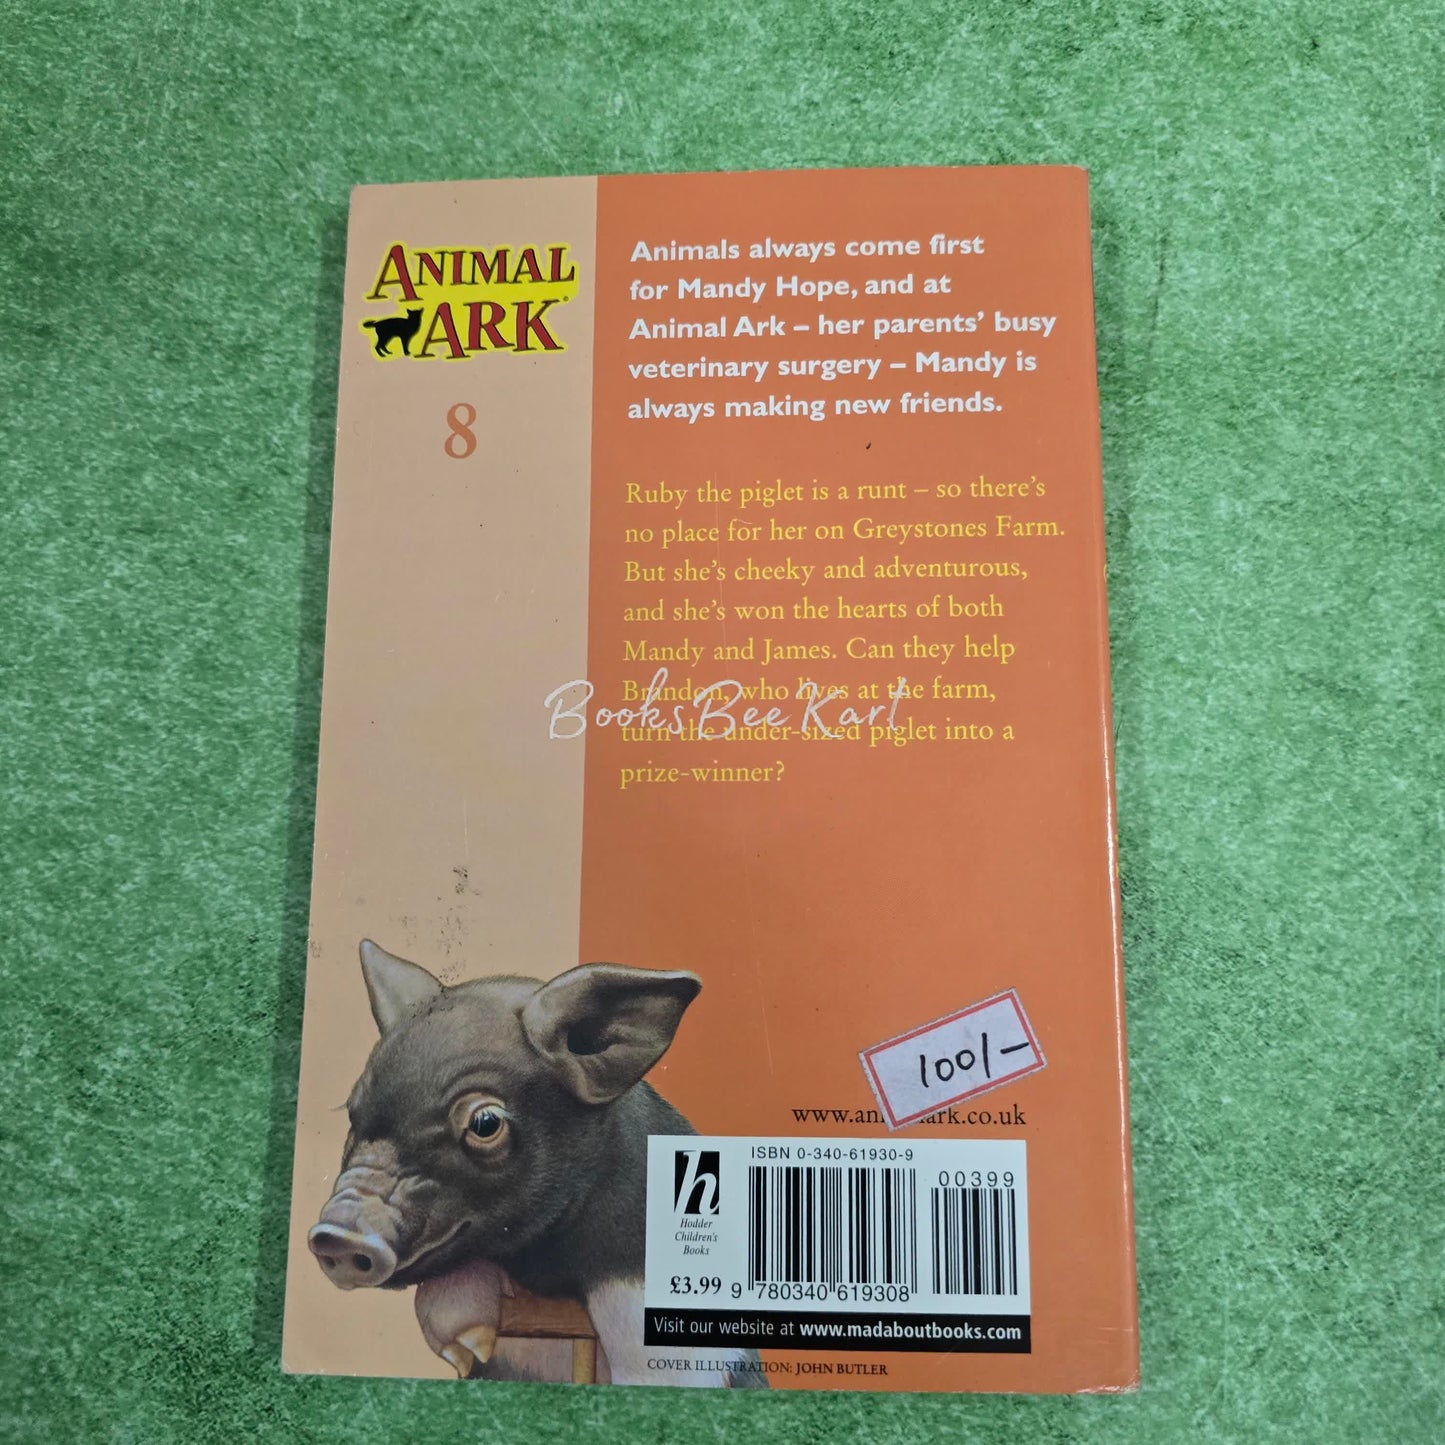 ANIMAL
ARK®
8
Animals always come first
for Mandy Hope, and at
Animal Ark – her parents' busy
veterinary surgery – Mandy is
always making new friends.
Ruby the piglet is a runt – so there's
no place for her on Greystones Farm.
But she's cheeky and adventurous,
and she's won the hearts of both
Mandy and James. Can they help
Brandon, who lives at the farm,
turn the under-sized piglet into a
prize-winner?
BooksBeeKart
100/-
www.an ark.co.uk
ISBN 0-340-61930-9
00399
h
Hodder
Children's
Books
£3.99
9 780340 619308
Visit our website at www.madaboutbooks.com
COVER ILLUSTRATION: JOHN BUTLER